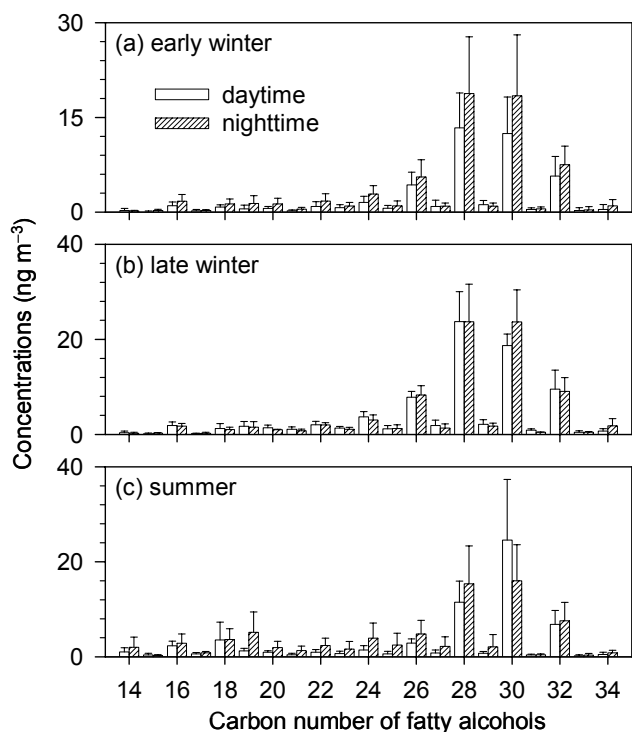 30
(a) early winter
daytime
nighttime
15
0
40
(b) late winter
20
0
40
(c) summer
20
0
14 16 18 20 22 24 26 28 30 32 34
Carbon number of fatty alcohols
Concentrations (ng m⁻³)